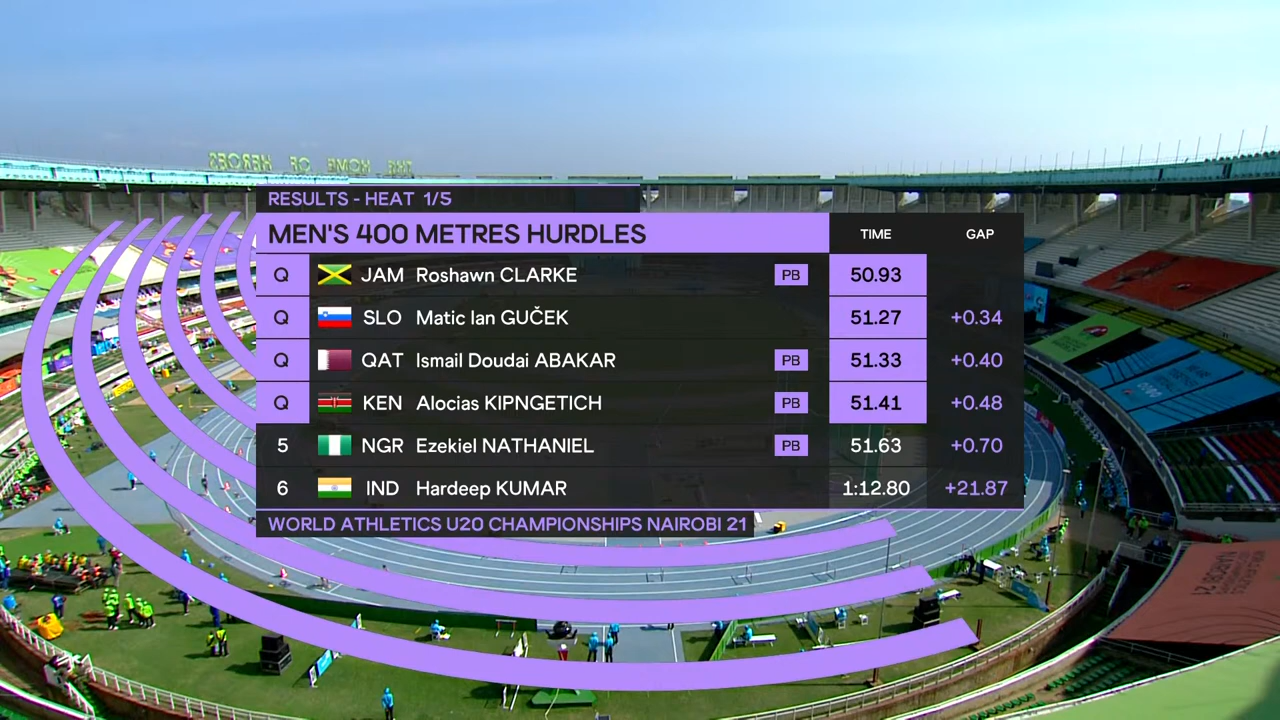 THE HOME OF HEROES
RESULTS - HEAT 1/5
MEN'S 400 METRES HURDLES TIME GAP
Q JAM Roshawn CLARKE PB 50.93
Q SLO Matic Ian GUČEK 51.27 +0.34
Q QAT Ismail Doudai ABAKAR PB 51.33 +0.40
Q KEN Alocias KIPNGETICH PB 51.41 +0.48
5 NGR Ezekiel NATHANIEL PB 51.63 +0.70
6 IND Hardeep KUMAR 1:12.80 +21.87
WORLD ATHLETICS U20 CHAMPIONSHIPS NAIROBI 21
NAIROBI 21